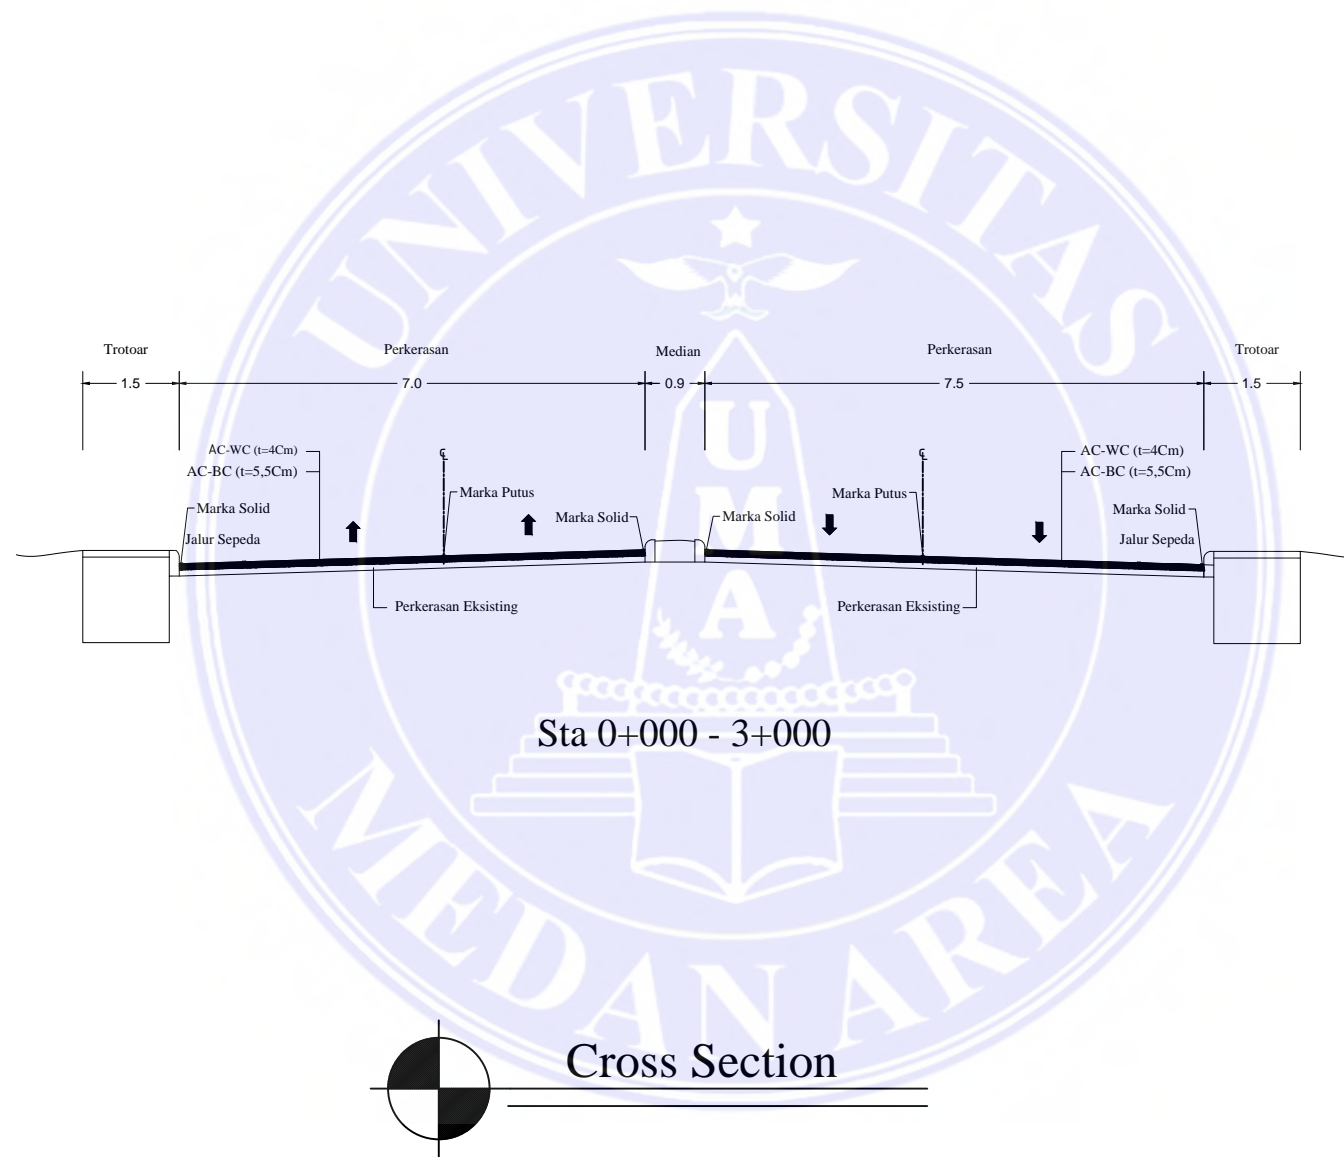 UNIVERSITAS
Trotoar
Perkerasan
Median
Perkerasan
Trotoar
1.5
7.0
0.9
7.5
1.5
UMA
AC-WC (t=4Cm)
AC-BC (t=5,5Cm)
Marka Solid
Jalur Sepeda
℄
Marka Putus
Marka Solid
Marka Solid
Marka Putus
℄
AC-WC (t=4Cm)
AC-BC (t=5,5Cm)
Marka Solid
Jalur Sepeda
Perkerasan Eksisting
Perkerasan Eksisting
Sta 0+000 - 3+000
MEDAN AREA
Cross Section